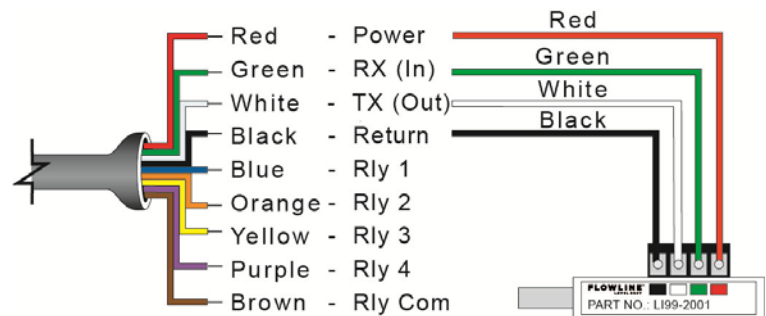 Red - Power Red
Green - RX (In) Green
White - TX (Out) White
Black - Return Black
Blue - Rly 1
Orange - Rly 2
Yellow - Rly 3
Purple - Rly 4
Brown - Rly Com
FLOWLINE
PART NO.: LI99-2001